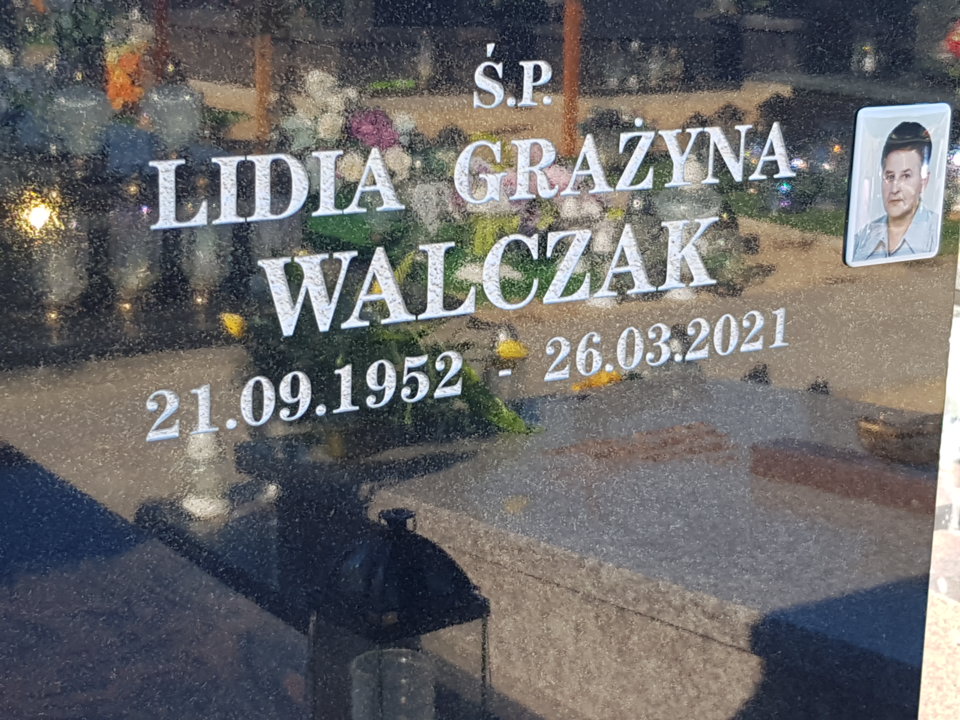 Ś.P.
LIDIA GRAŻYNA
WALCZAK
21.09.1952 - 26.03.2021